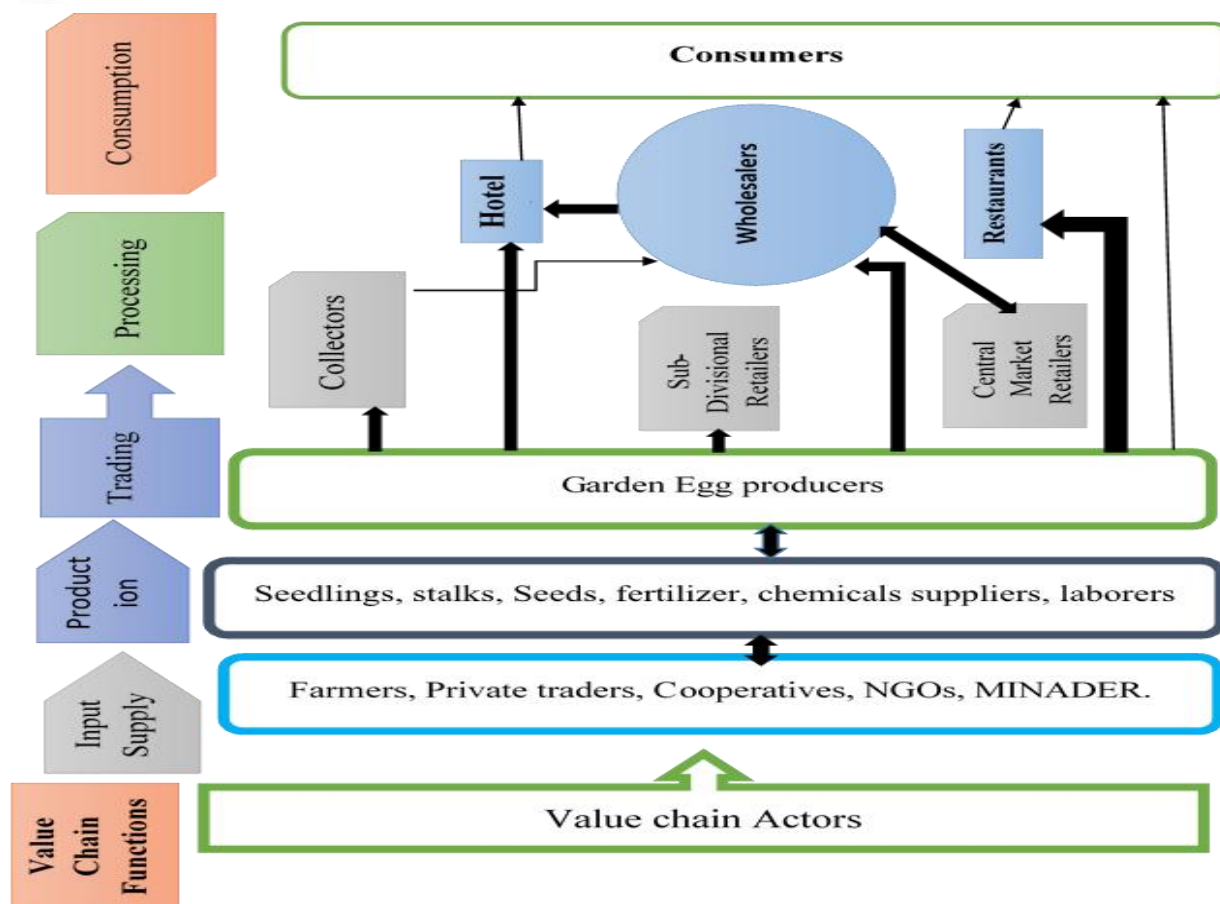 Consumption
Consumers
Hotel
Wholesalers
Restaurants
Processing
Collectors
Sub-
Divisional
Retailers
Central
Market
Retailers
Trading
Garden Egg producers
Product
ion
Seedlings, stalks, Seeds, fertilizer, chemicals suppliers, laborers
Input
Supply
Farmers, Private traders, Cooperatives, NGOs, MINADER.
Value
Chain
Functions
Value chain Actors